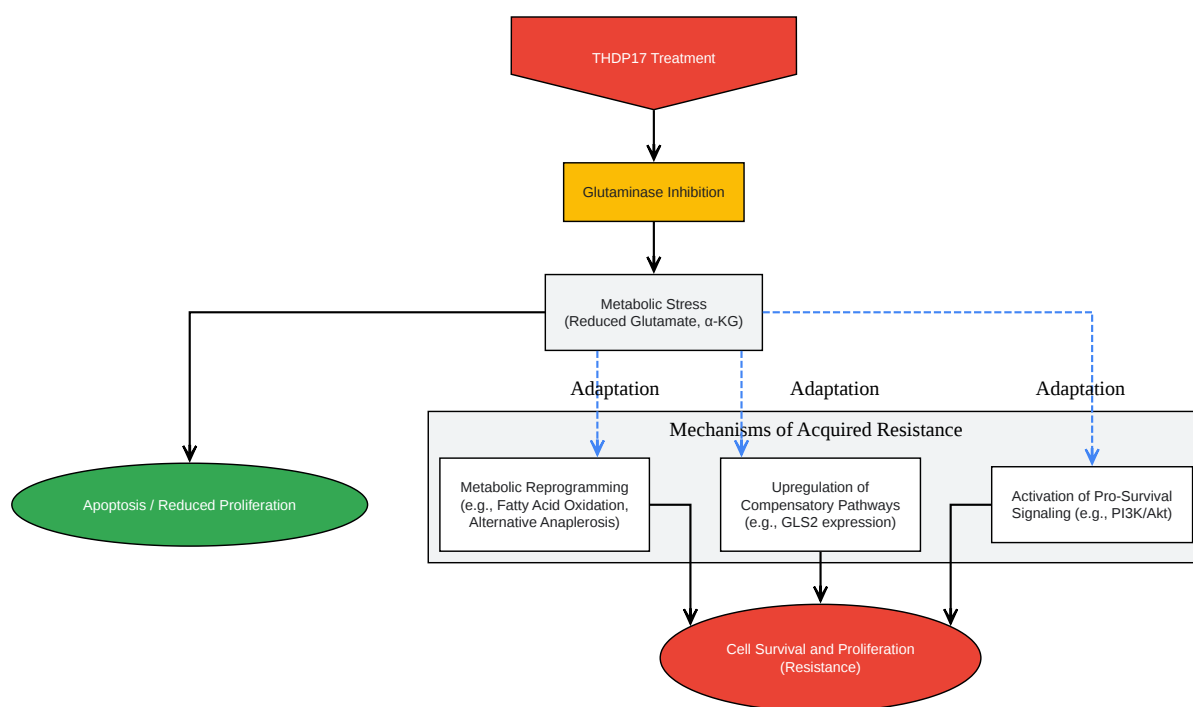 THDP17 Treatment
Glutaminase Inhibition
Metabolic Stress
(Reduced Glutamate, α-KG)
Adaptation
Adaptation
Adaptation
Mechanisms of Acquired Resistance
Metabolic Reprogramming
(e.g., Fatty Acid Oxidation,
Alternative Anaplerosis)
Upregulation of
Compensatory Pathways
(e.g., GLS2 expression)
Activation of Pro-Survival
Signaling (e.g., PI3K/Akt)
Apoptosis / Reduced Proliferation
Cell Survival and Proliferation
(Resistance)